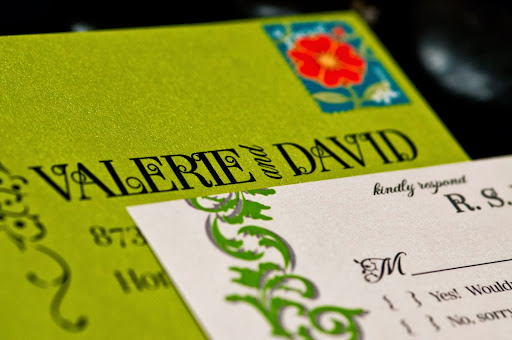 VALERIE and DAVID
873
kindly respond
R. S.
M
( ) Yes! Would
( ) No, sorry